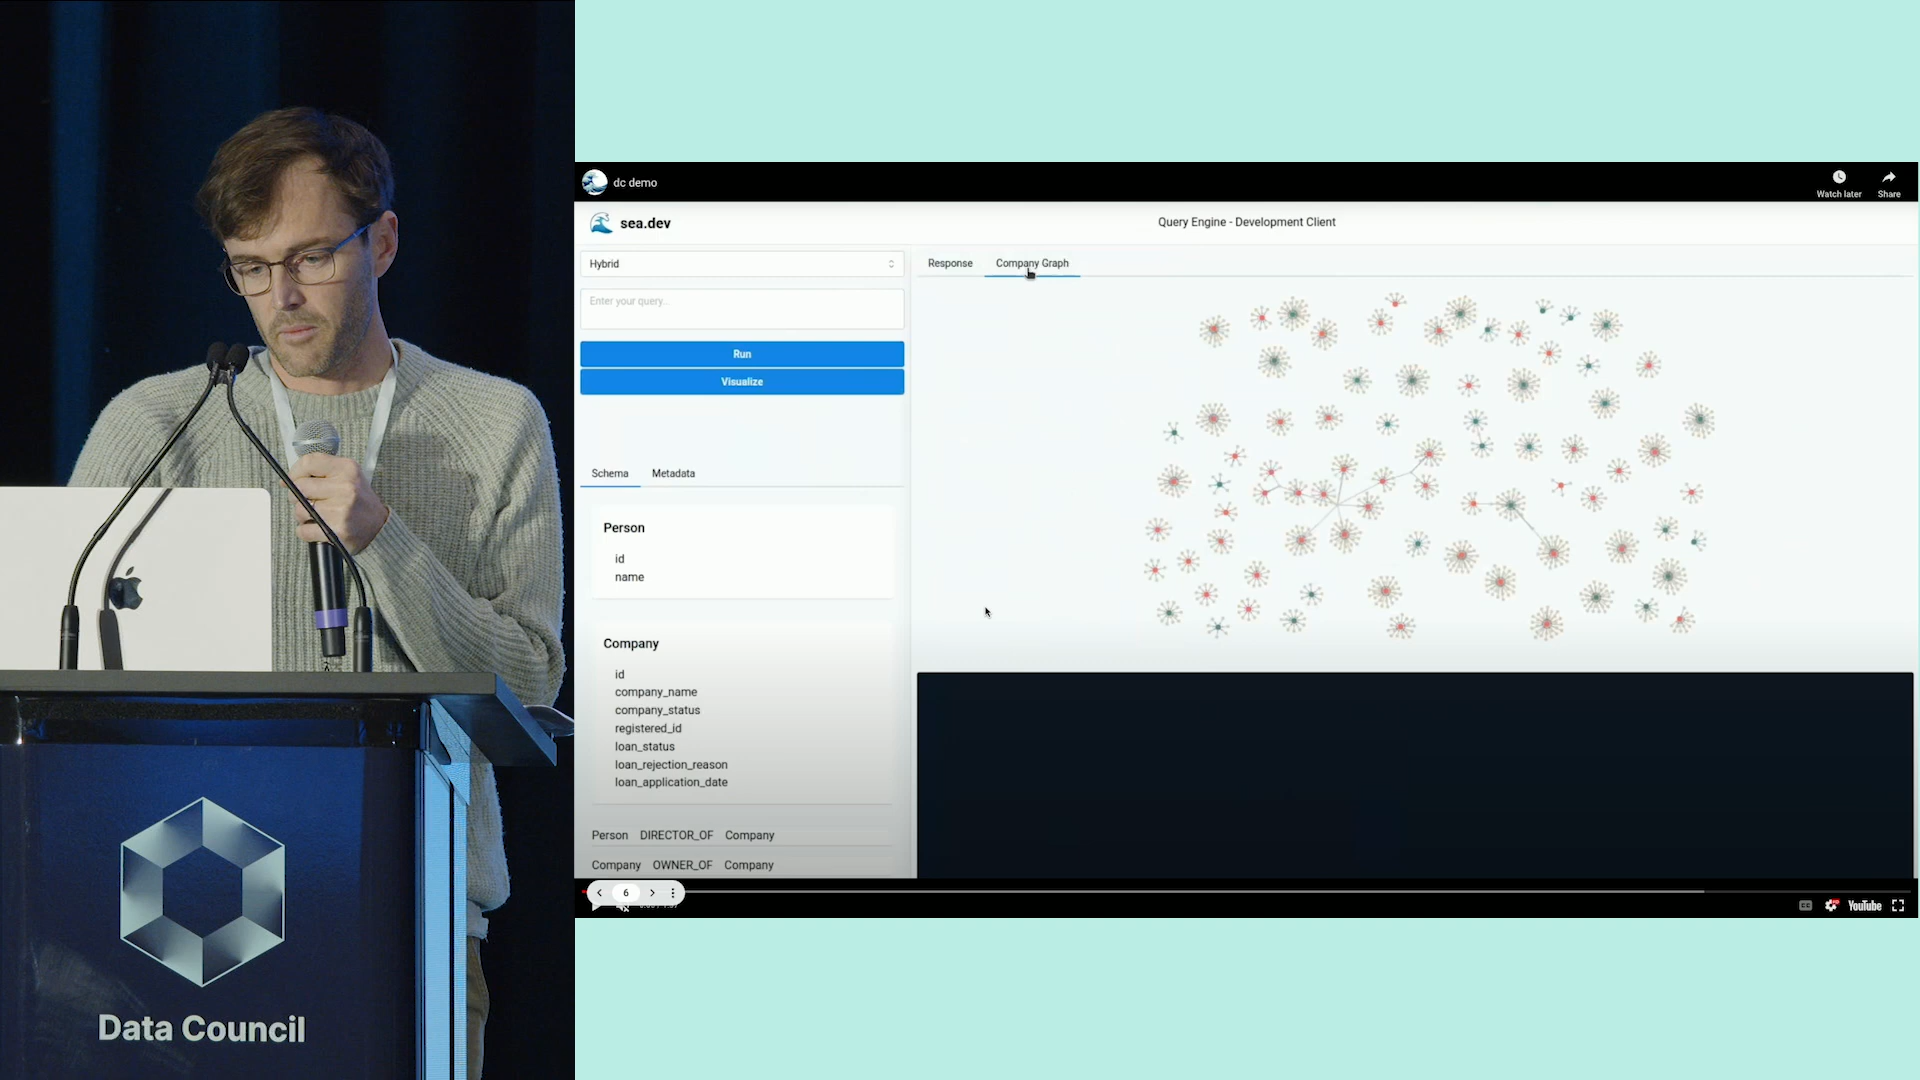 dc demo
Watch later
Share
sea.dev
Query Engine - Development Client
Hybrid
Response
Company Graph
Enter your query...
Run
Visualize
Schema
Metadata
Person
id
name
Company
id
company_name
company_status
registered_id
loan_status
loan_rejection_reason
loan_application_date
Person DIRECTOR_OF Company
Company OWNER_OF Company
6
CC
YouTube
Data Council